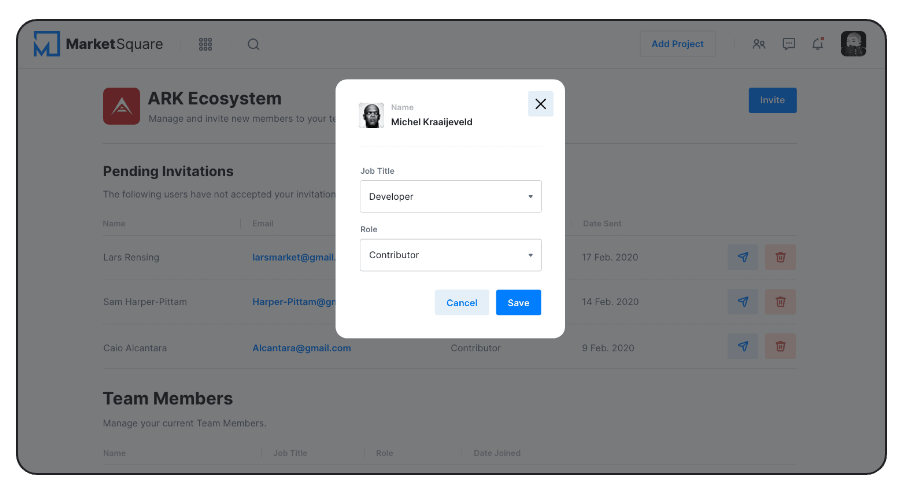 MarketSquare
Add Project
ARK Ecosystem
Manage and invite new members to your te
Invite
Name
Michel Kraaijeveld
Job Title
Developer
Role
Contributor
Cancel
Save
Pending Invitations
The following users have not accepted your invitation
Name
Email
Date Sent
Lars Rensing
larsmarket@gmail.
17 Feb. 2020
Sam Harper-Pittam
Harper-Pittam@gm
14 Feb. 2020
Caio Alcantara
Alcantara@gmail.com
Contributor
9 Feb. 2020
Team Members
Manage your current Team Members.
Name
Job Title
Role
Date Joined